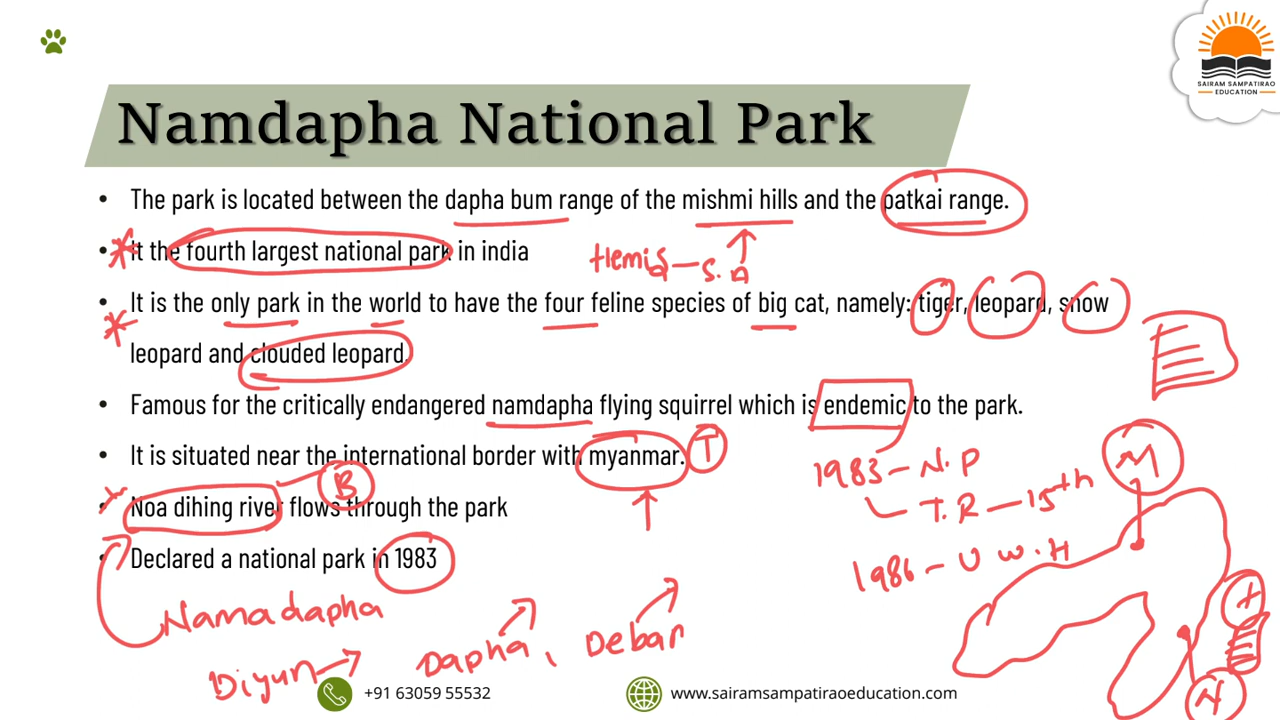 SAIRAM SAMPATIRAO
EDUCATION
Namdapha National Park
• The park is located between the dapha bum range of the mishmi hills and the patkai range.
• It the fourth largest national park in india
Hemis - S.A
• It is the only park in the world to have the four feline species of big cat, namely: tiger, leopard, snow
leopard and clouded leopard.
• Famous for the critically endangered namdapha flying squirrel which is endemic to the park.
It is situated near the international border with myanmar. T
M
1983 - N.P
B
• Noa dihing river flows through the park
T.R - 15th
• Declared a national park in 1983
1986 - U W.H
Namadapha
Diyun
Dapha, Deban
N
+91 63059 55532
www.sairamsampatiraoeducation.com